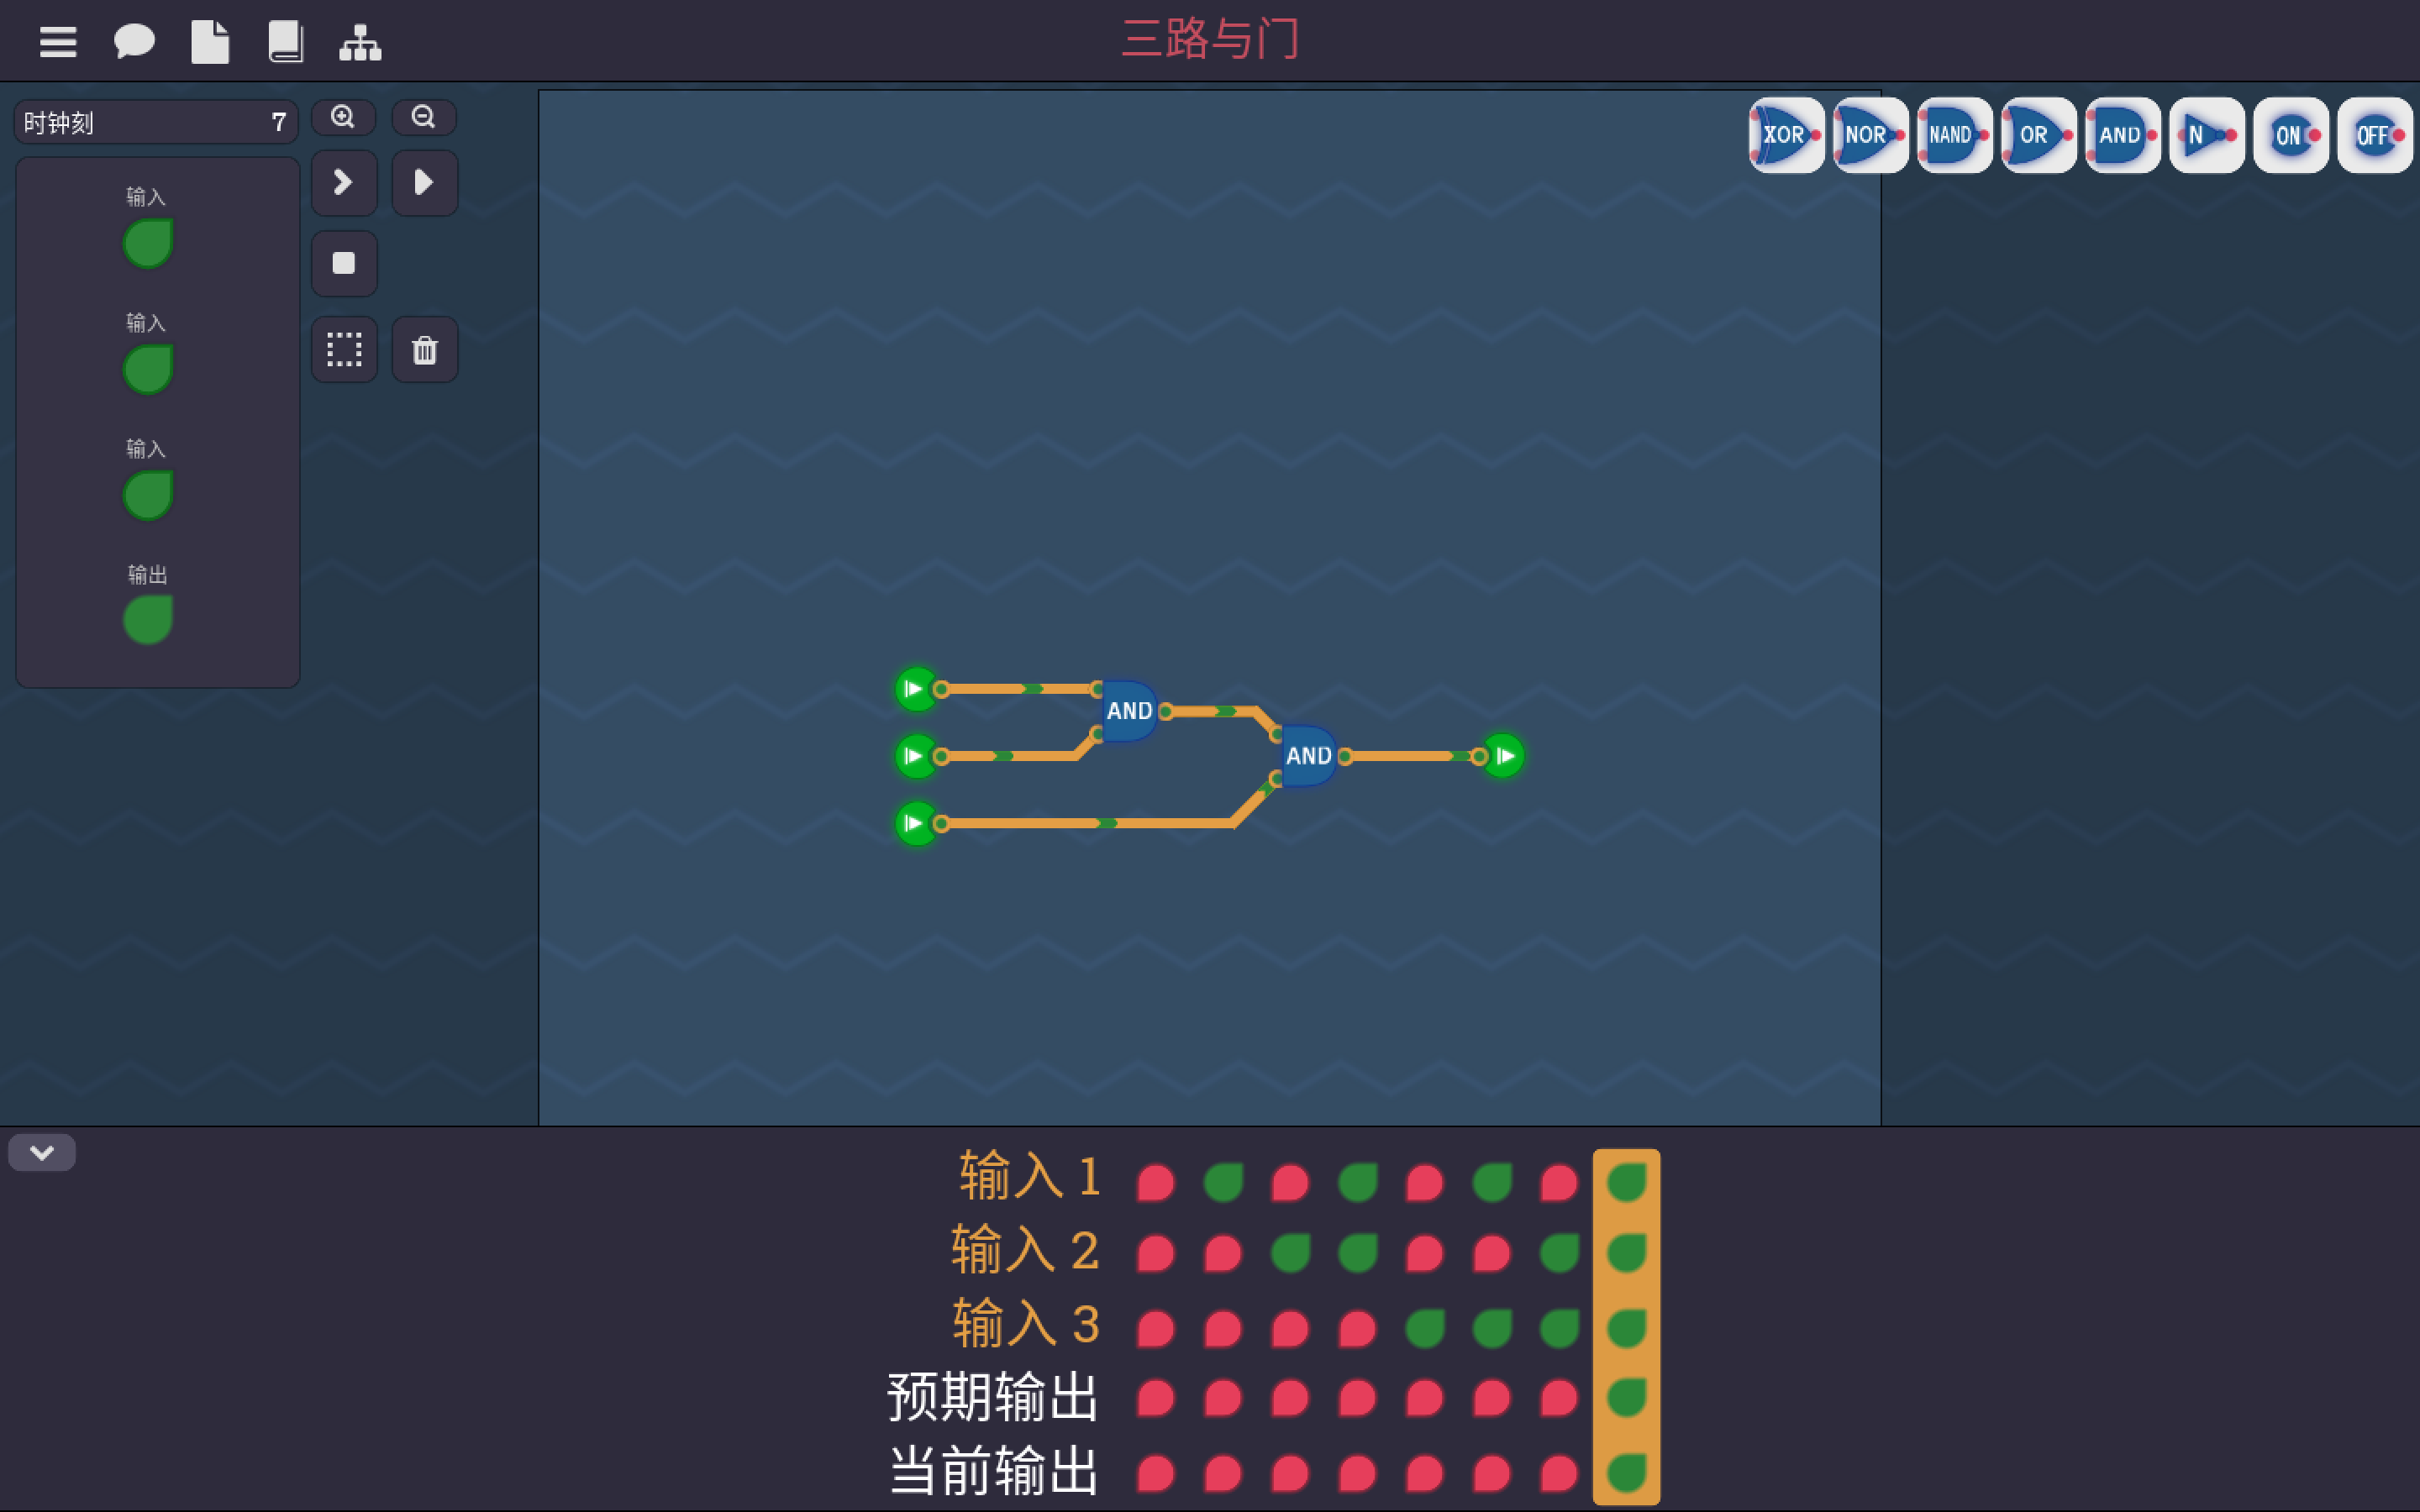 三路与门
时钟刻 7
XOR NOR NAND OR AND N ON OFF
输入
输入
输入
输出
AND
AND
输入 1
输入 2
输入 3
预期输出
当前输出